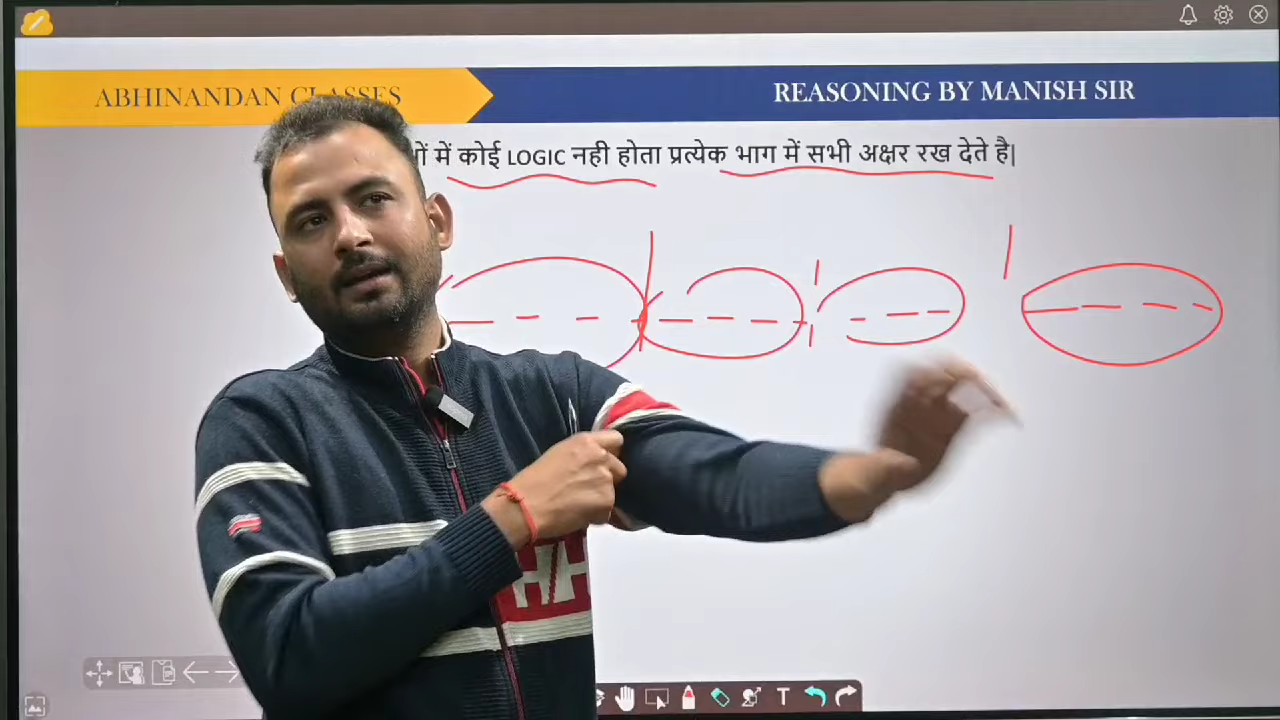 ABHINANDAN CLASSES
REASONING BY MANISH SIR
में कोई LOGIC नही होता प्रत्येक भाग में सभी अक्षर रख देते है|